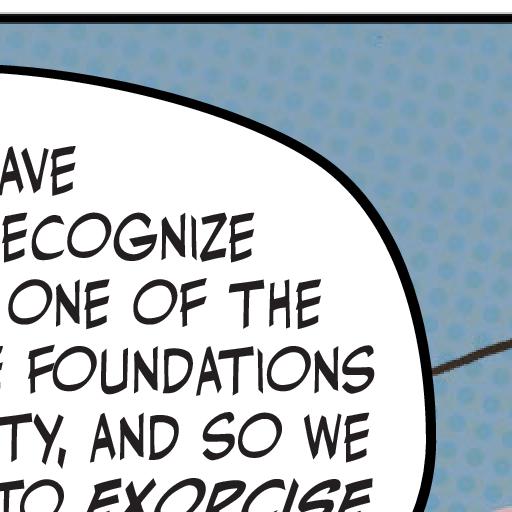 AVE
ECOGNIZE
ONE OF THE
FOUNDATIONS
TY, AND SO WE
TO EXORCISE